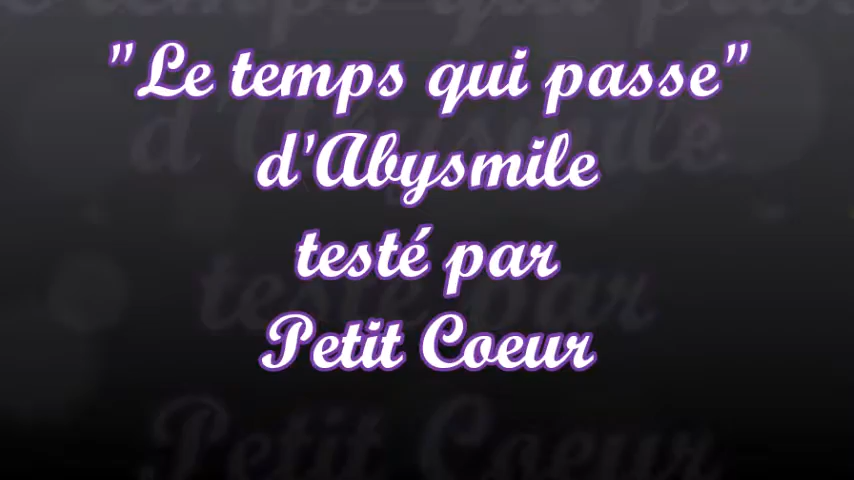 "Le temps qui passe"
d'Abysmile
testé par
Petit Coeur